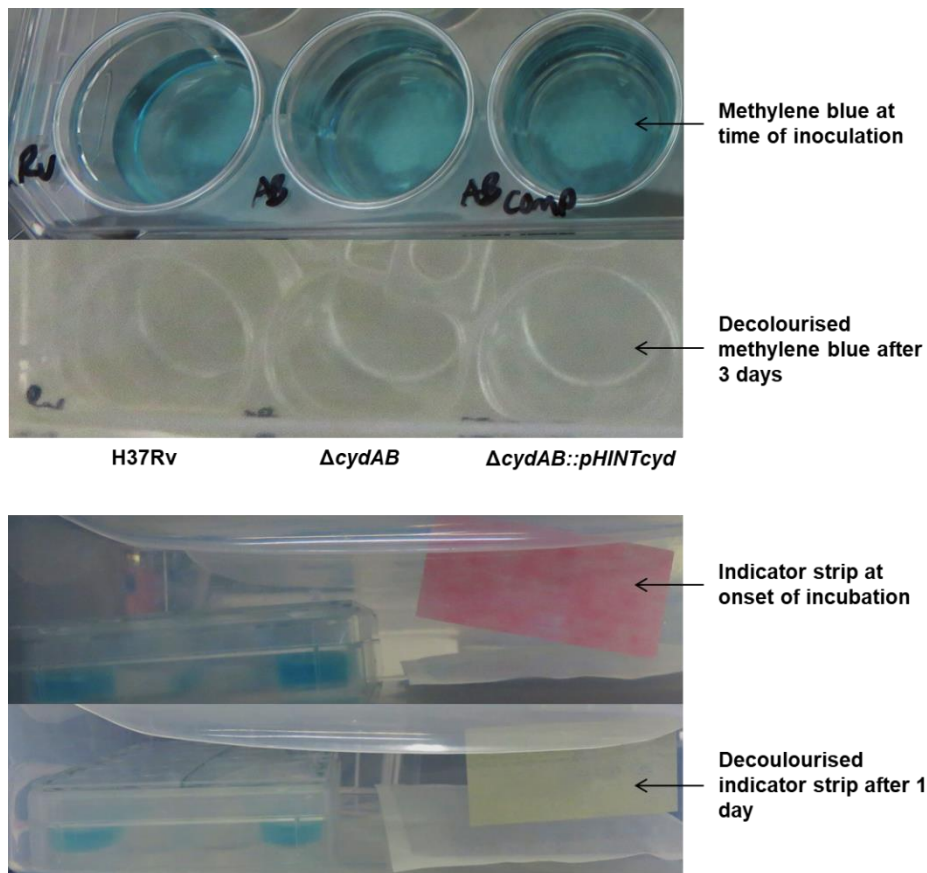 Rv
AB
AB comp
Methylene blue at
time of inoculation
Decolourised
methylene blue after
3 days
H37Rv
ΔcydAB
ΔcydAB::pHINTcyd
Indicator strip at
onset of incubation
Decoulourised
indicator strip after 1
day